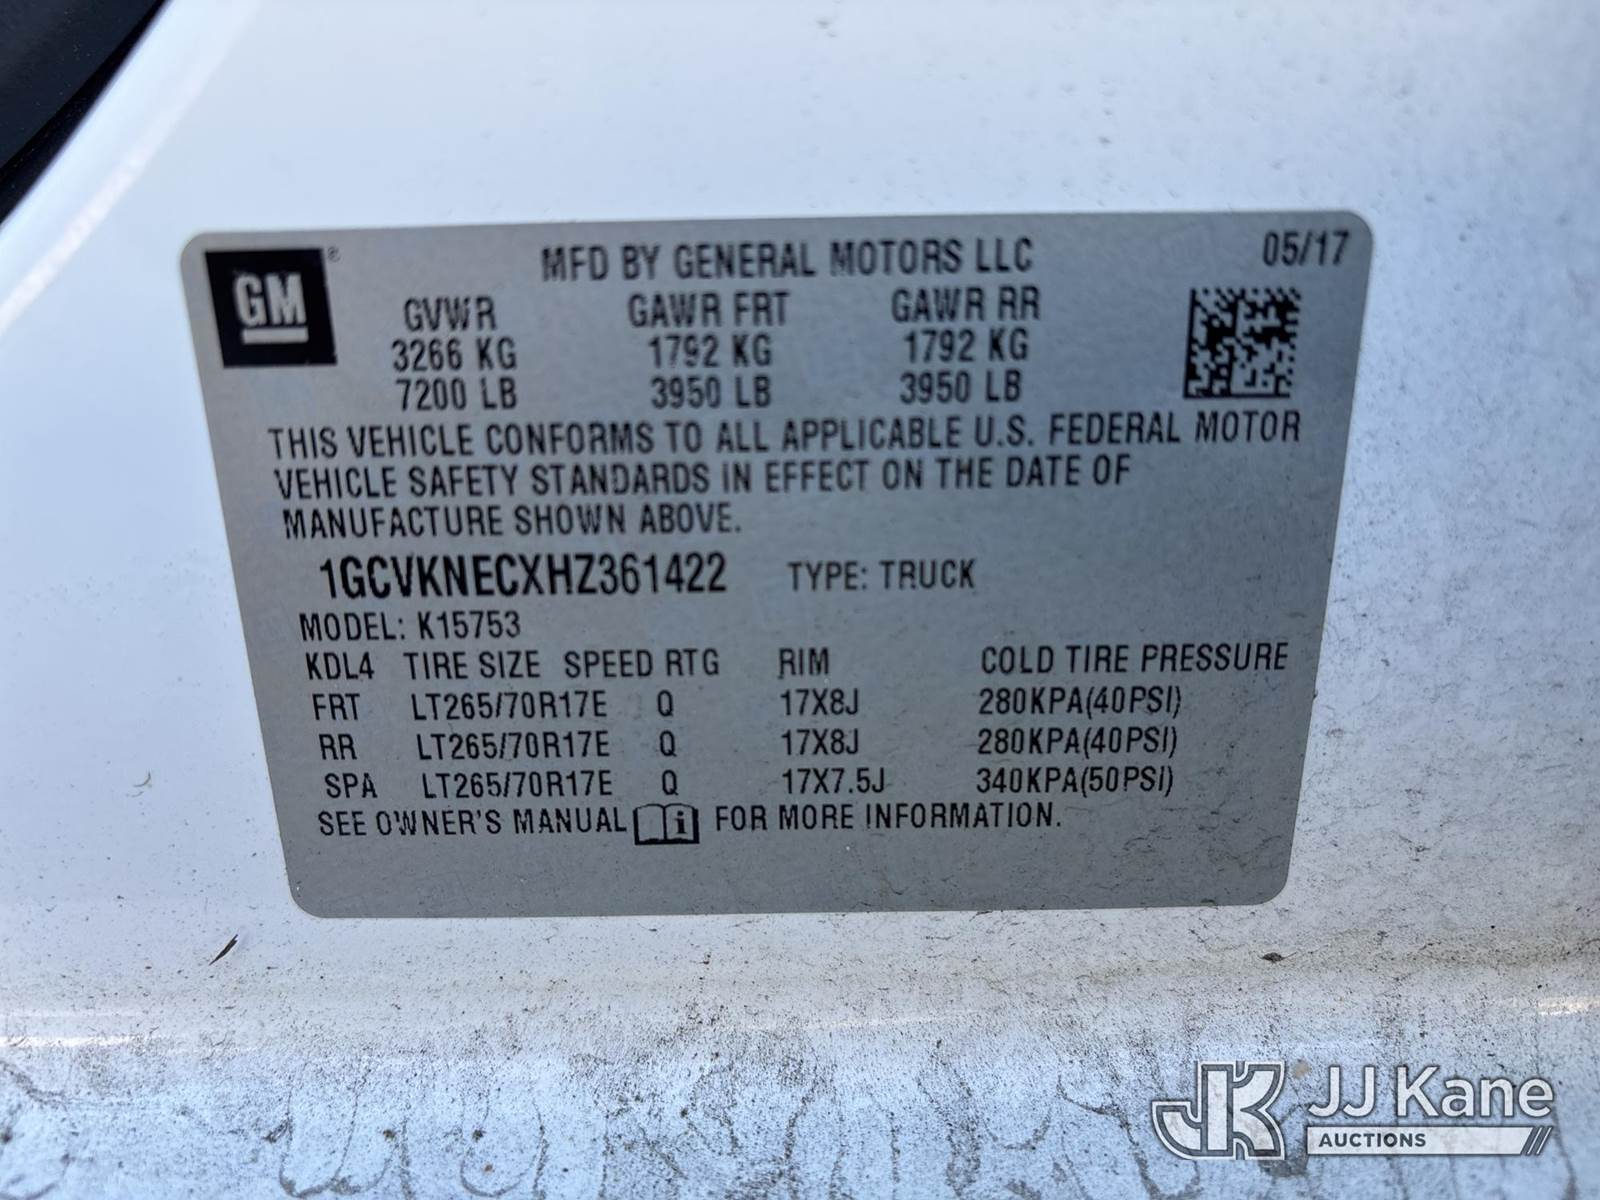 GM ® MFD BY GENERAL MOTORS LLC 05/17
GVWR GAWR FRT GAWR RR
3266 KG 1792 KG 1792 KG
7200 LB 3950 LB 3950 LB
THIS VEHICLE CONFORMS TO ALL APPLICABLE U.S. FEDERAL MOTOR
VEHICLE SAFETY STANDARDS IN EFFECT ON THE DATE OF
MANUFACTURE SHOWN ABOVE.
1GCVKNECXHZ361422 TYPE: TRUCK
MODEL: K15753
KDL4 TIRE SIZE SPEED RTG RIM COLD TIRE PRESSURE
FRT LT265/70R17E Q 17X8J 280KPA(40PSI)
RR LT265/70R17E Q 17X8J 280KPA(40PSI)
SPA LT265/70R17E Q 17X7.5J 340KPA(50PSI)
SEE OWNER'S MANUAL i FOR MORE INFORMATION.
JK JJ Kane
AUCTIONS